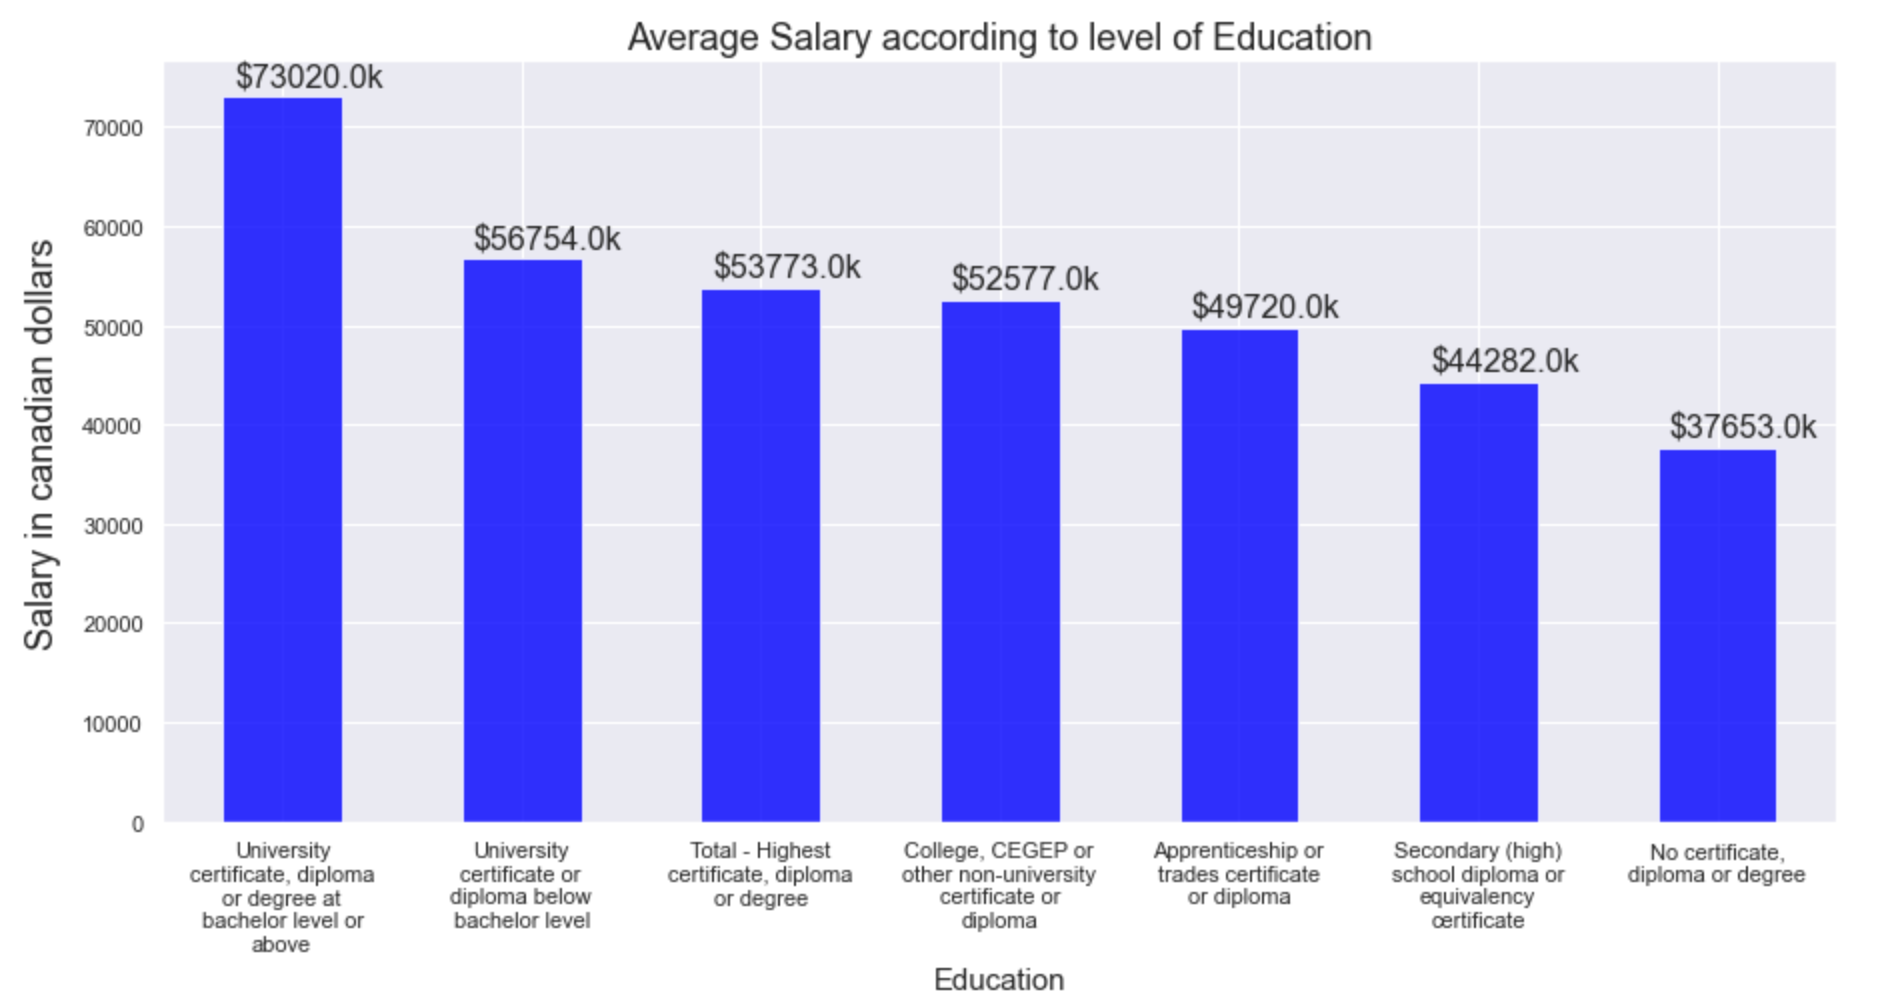 Average Salary according to level of Education
$73020.0k
$56754.0k
$53773.0k
$52577.0k
$49720.0k
$44282.0k
$37653.0k
70000
60000
50000
40000
30000
20000
10000
0
Salary in canadian dollars
University
certificate, diploma
or degree at
bachelor level or
above
University
certificate or
diploma below
bachelor level
Total - Highest
certificate, diploma
or degree
College, CEGEP or
other non-university
certificate or
diploma
Apprenticeship or
trades certificate
or diploma
Secondary (high)
school diploma or
equivalency
certificate
No certificate,
diploma or degree
Education